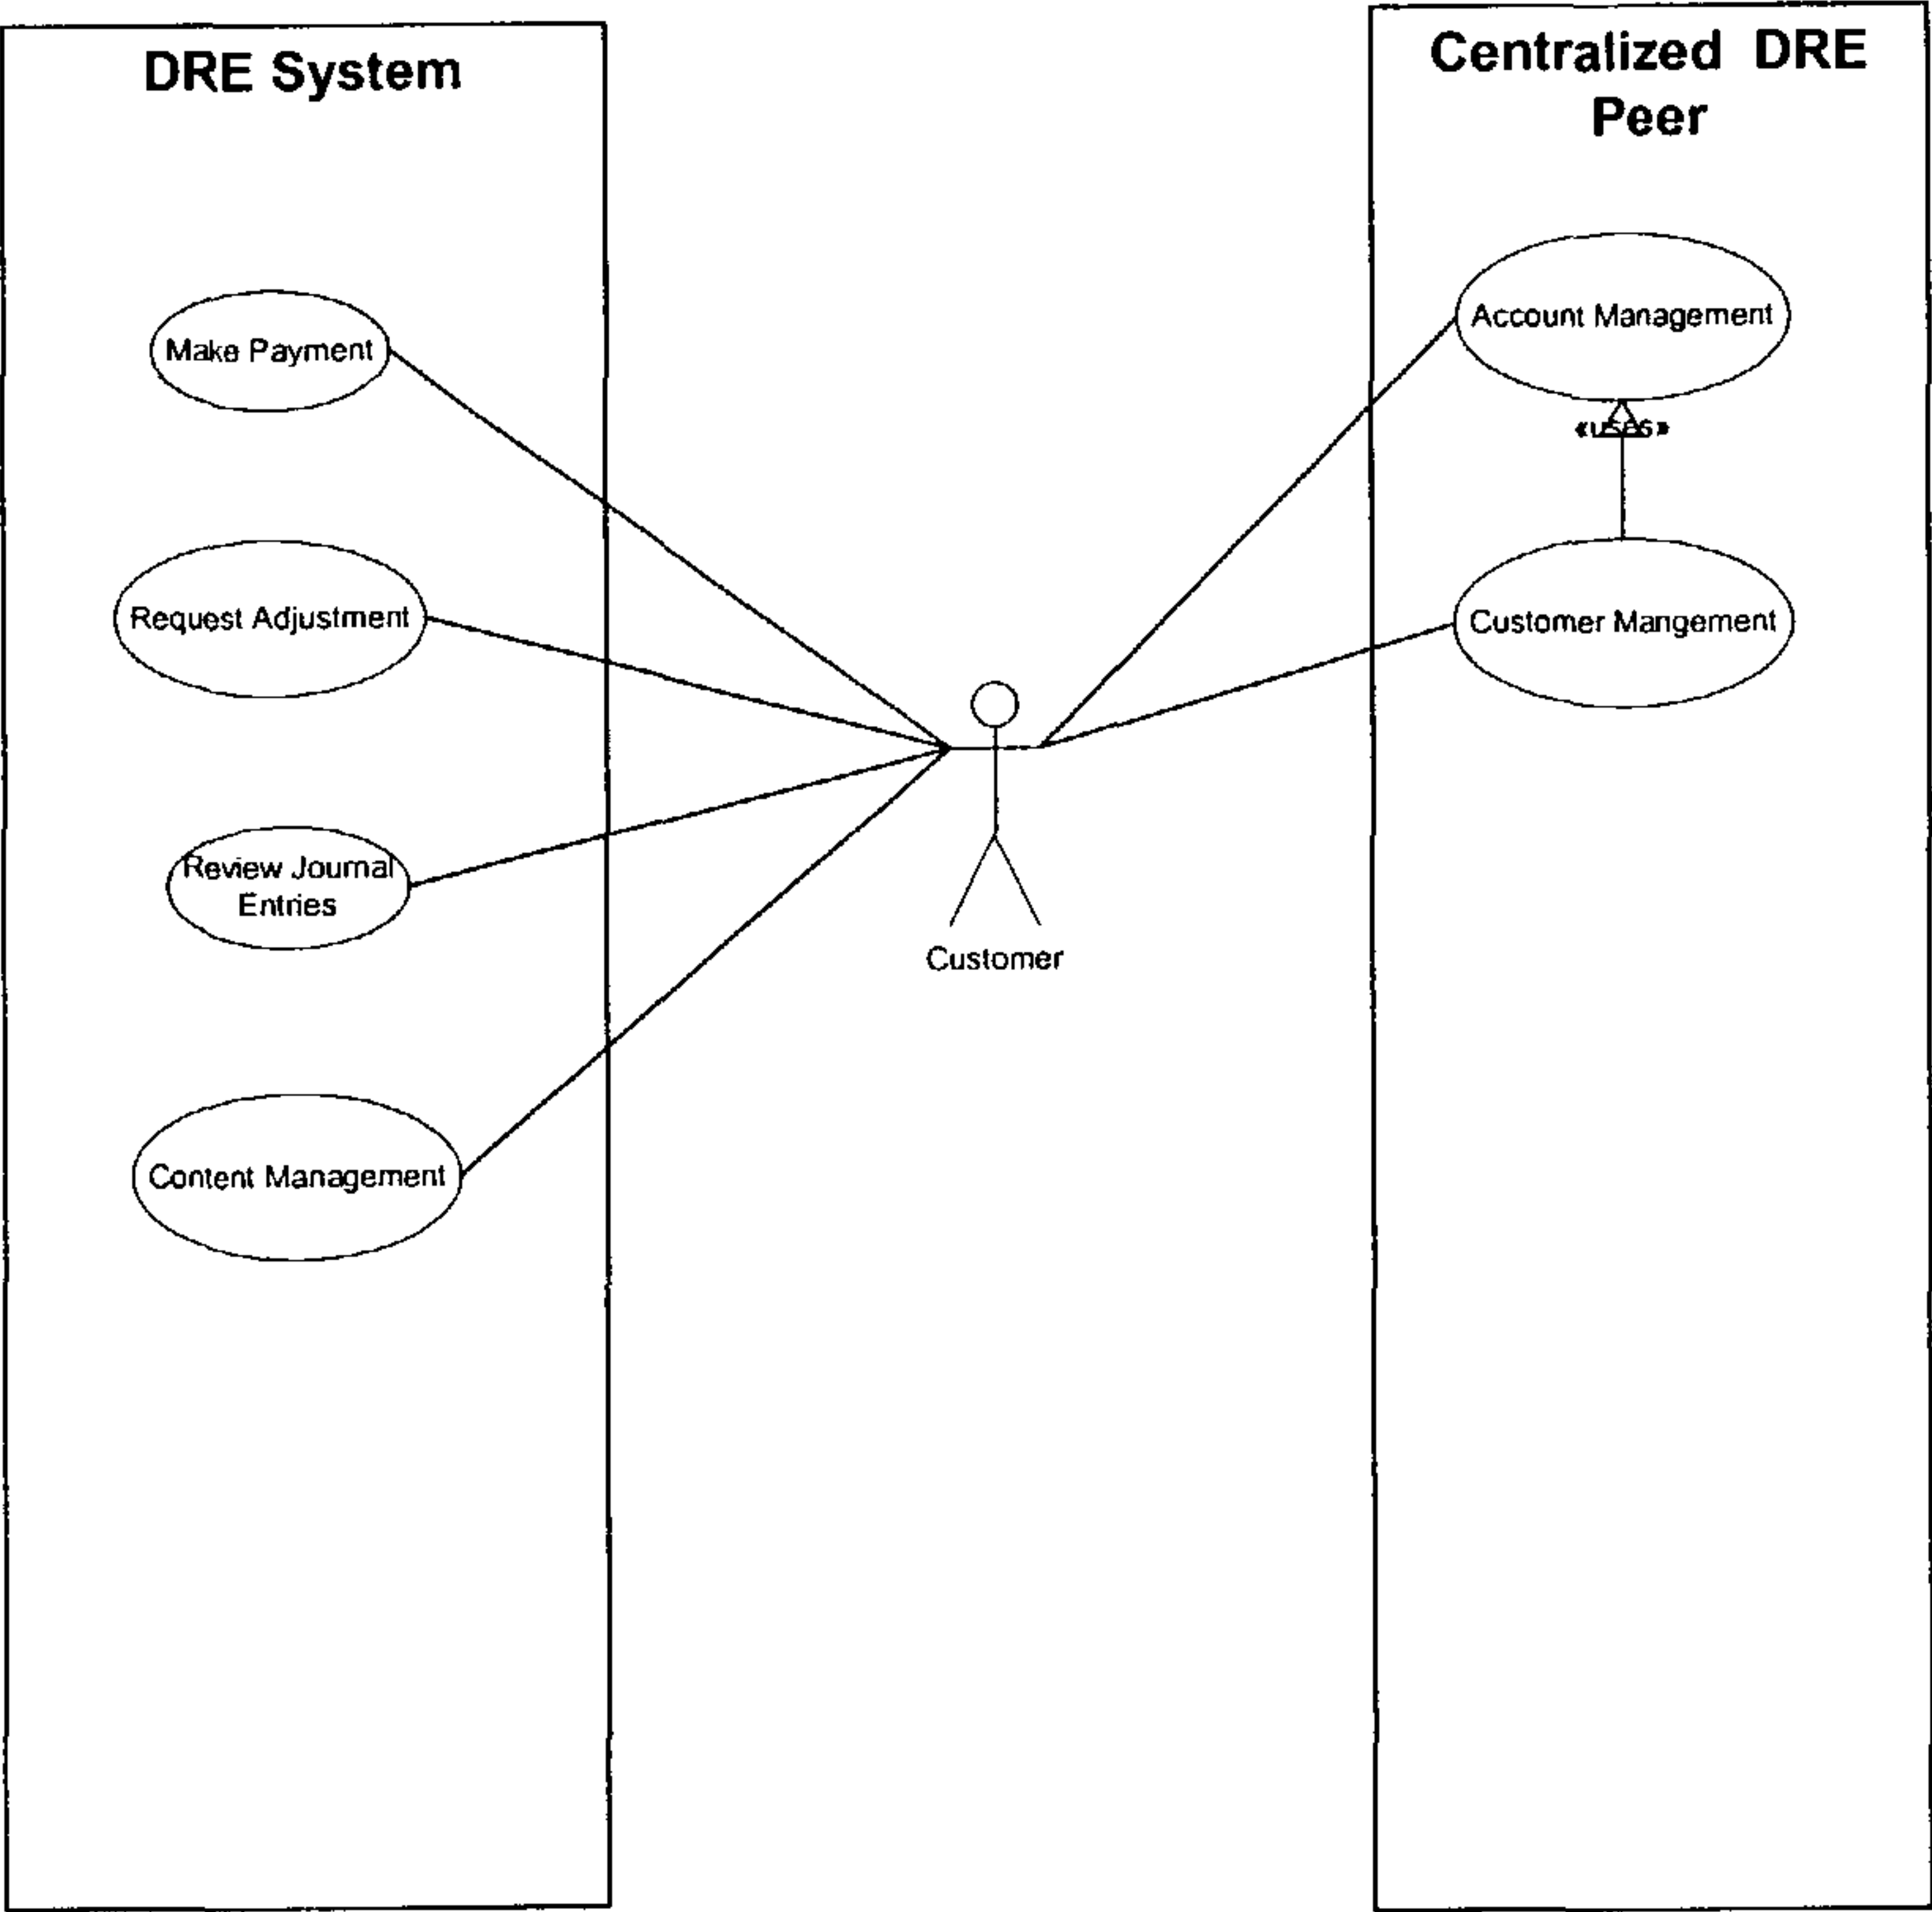 DRE System
Make Payment
Request Adjustment
Review Journal
Entries
Content Management
Customer
Centralized DRE
Peer
Account Management
«uses»
Customer Mangement